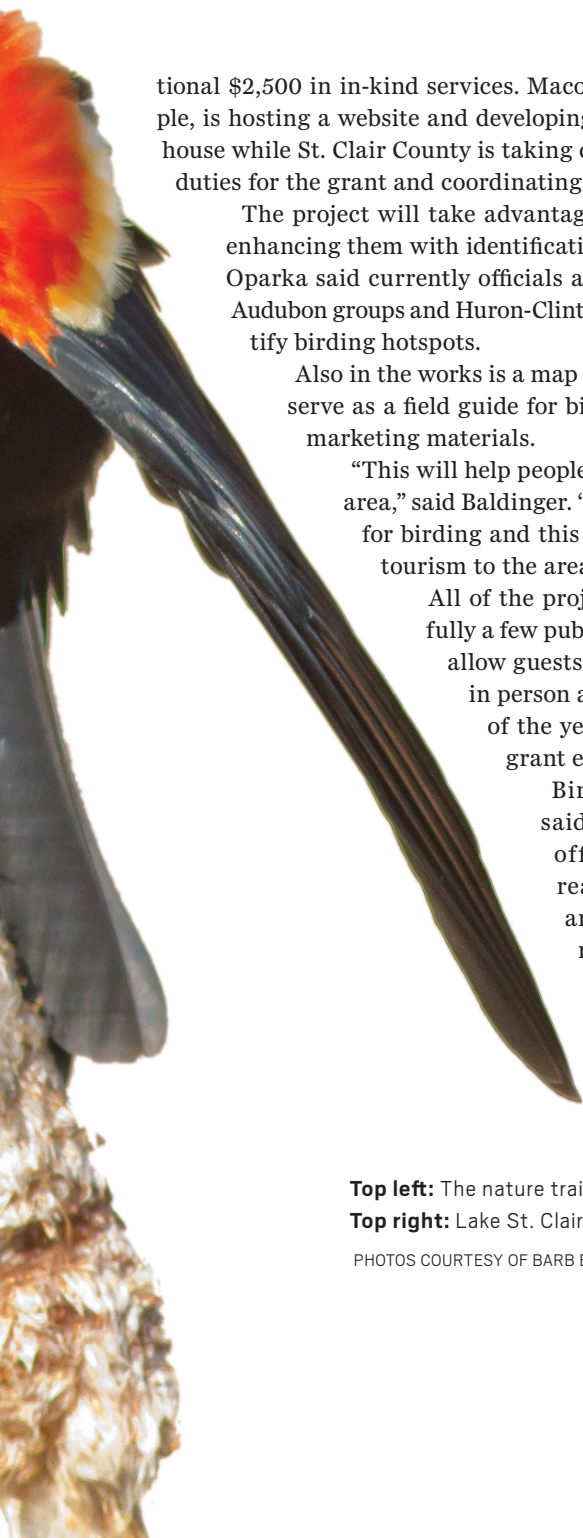 tional $2,500 in in-kind services. Maco
ple, is hosting a website and developing
house while St. Clair County is taking
duties for the grant and coordinating
The project will take advantag
enhancing them with identificati
Oparka said currently officials a
Audubon groups and Huron-Clint
tify birding hotspots.
Also in the works is a map
serve as a field guide for bi
marketing materials.
“This will help people
area,” said Baldinger. “
for birding and this
tourism to the area
All of the proj
fully a few pub
allow guests
in person a
of the ye
grant e
Bir
said
off
rea
ar
Top left: The nature trai
Top right: Lake St. Clair
PHOTOS COURTESY OF BARB